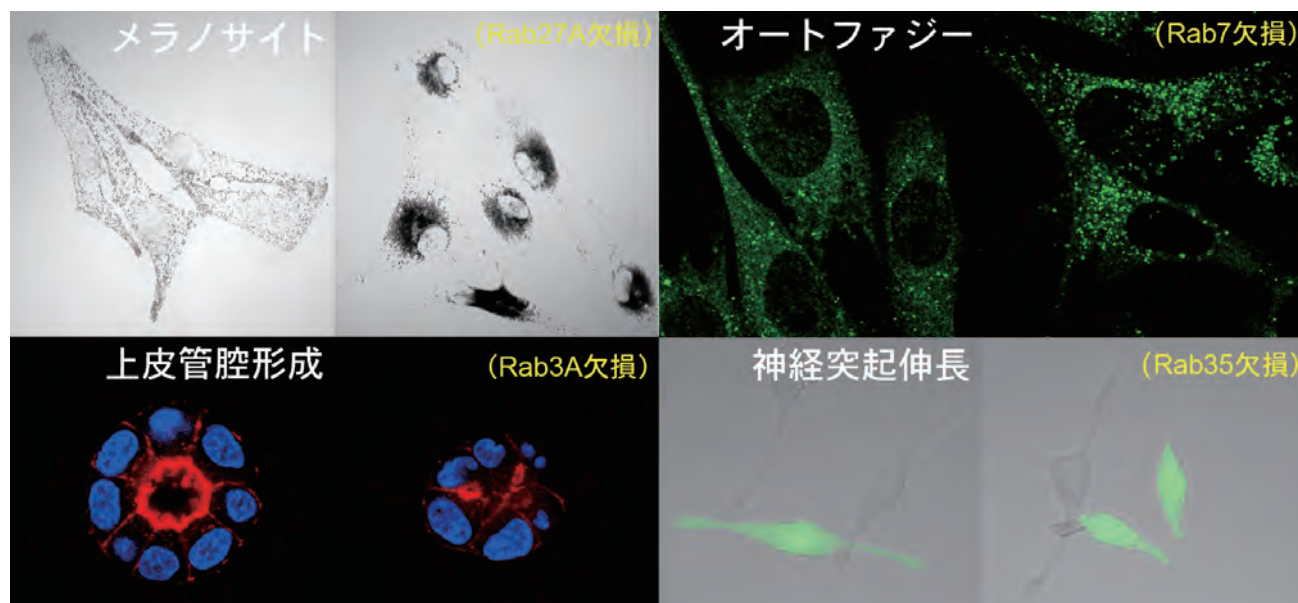 メラノサイト
(Rab27A欠損)
オートファジー
(Rab7欠損)
上皮管腔形成
(Rab3A欠損)
神経突起伸長
(Rab35欠損)